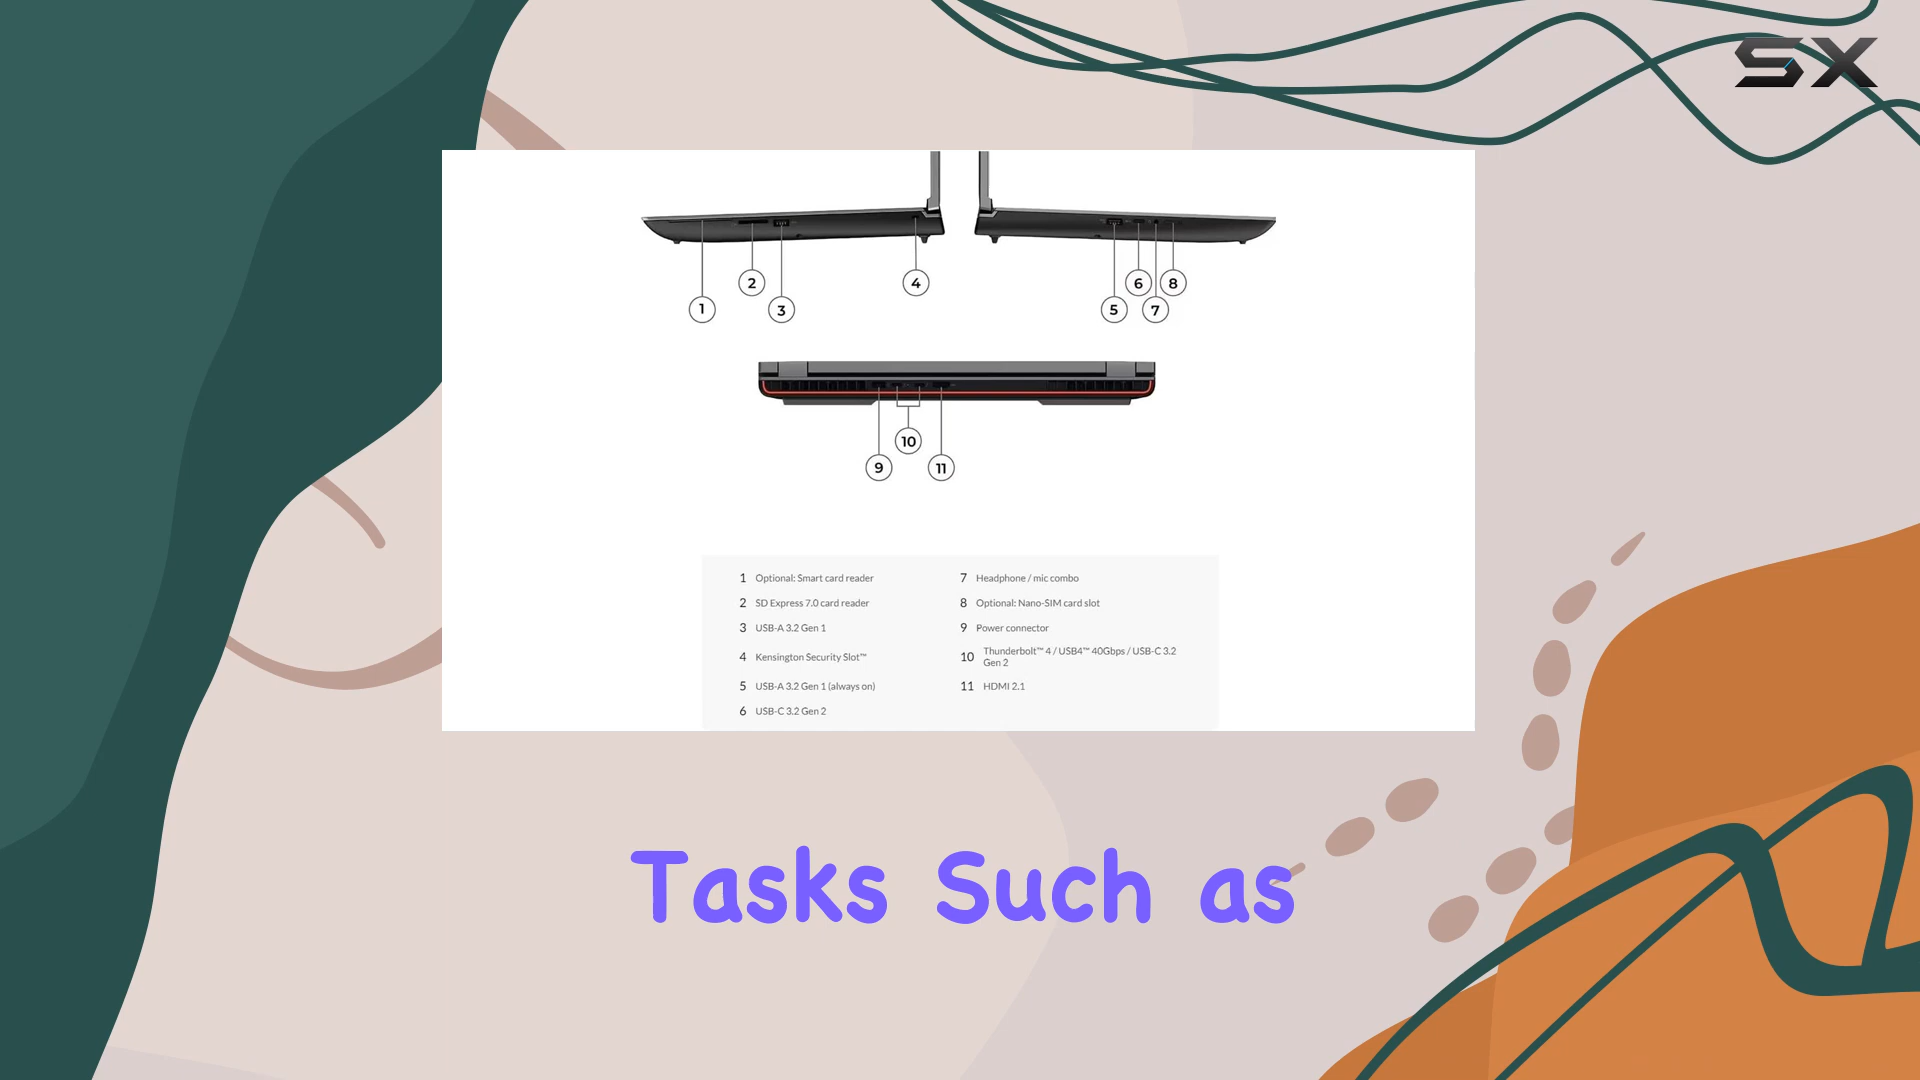 SX
1
2
3
4
5
6
7
8
9
10
11
1 Optional: Smart card reader
2 SD Express 7.0 card reader
3 USB-A 3.2 Gen 1
4 Kensington Security Slot™
5 USB-A 3.2 Gen 1 (always on)
6 USB-C 3.2 Gen 2
7 Headphone / mic combo
8 Optional: Nano-SIM card slot
9 Power connector
10 Thunderbolt™ 4 / USB4™ 40Gbps / USB-C 3.2
Gen 2
11 HDMI 2.1
Tasks Such as